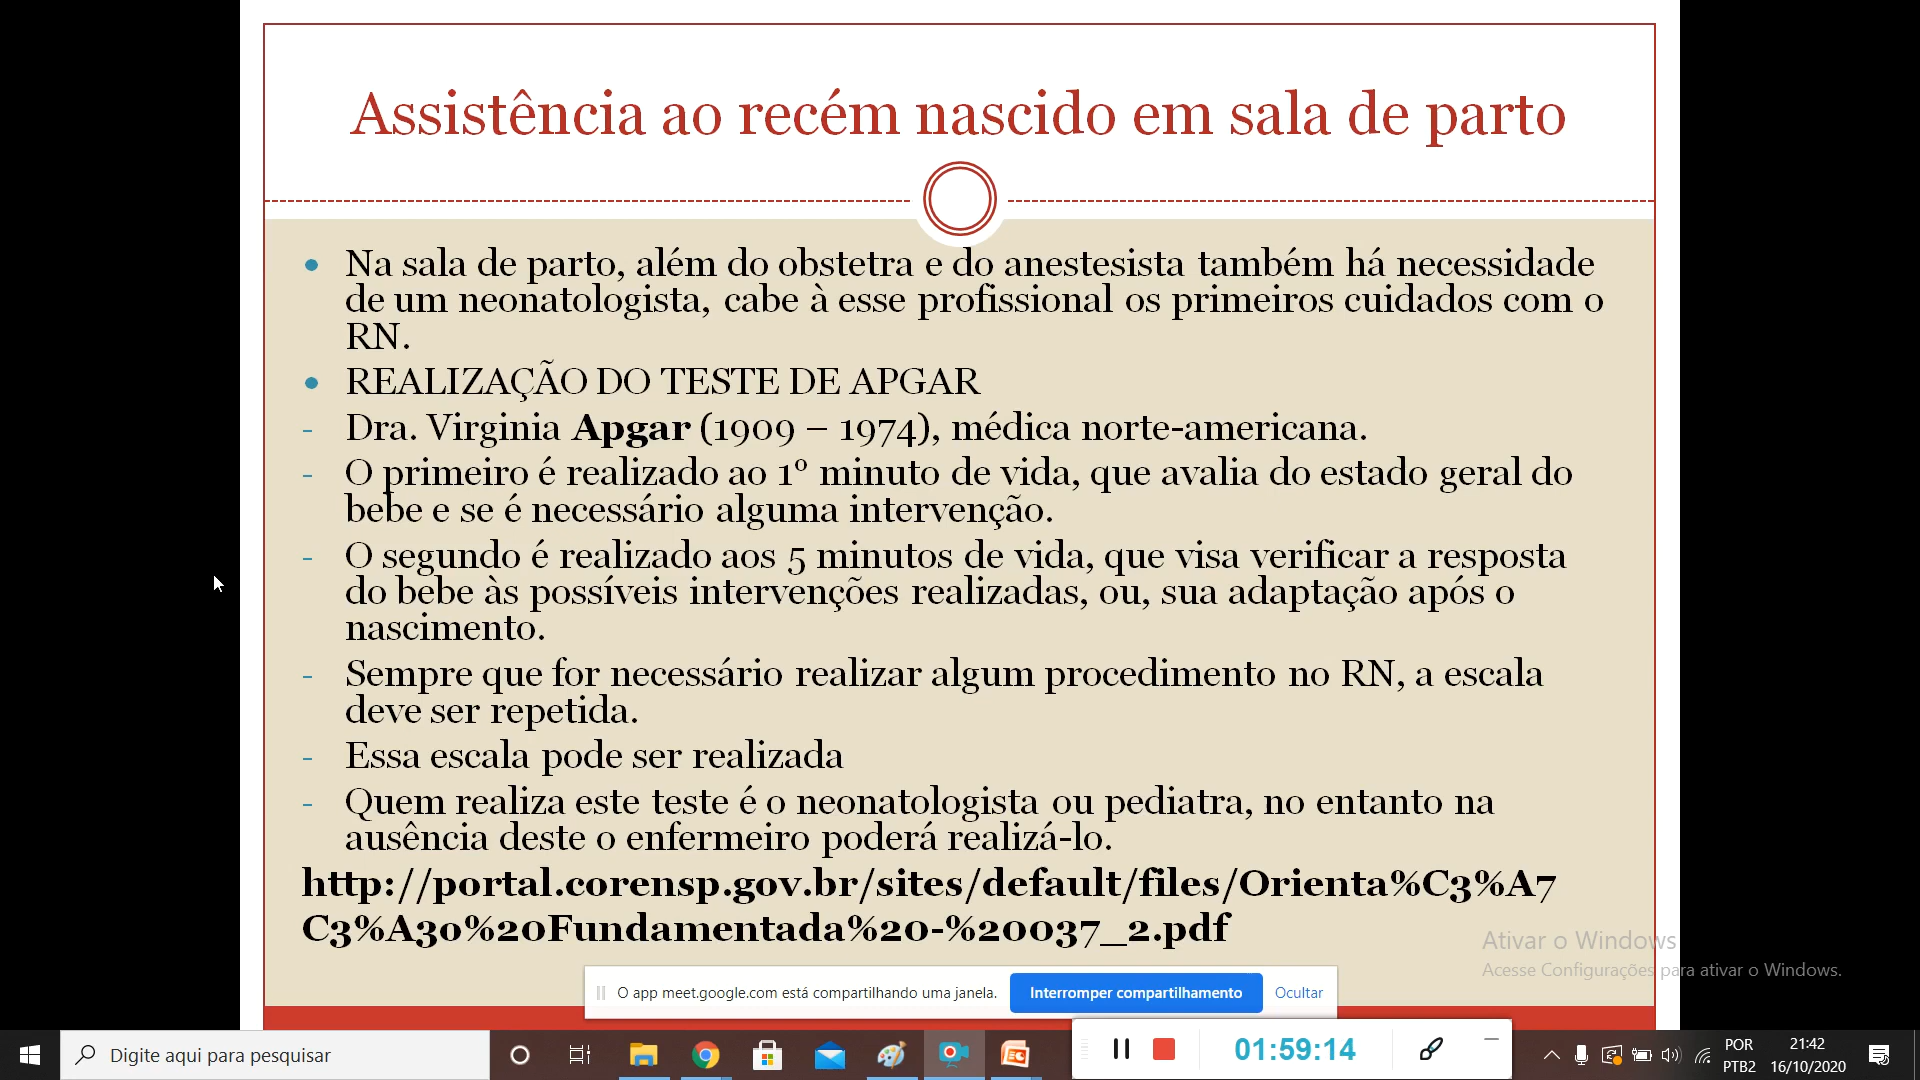 Assistência ao recém nascido em sala de parto
• Na sala de parto, além do obstetra e do anestesista também há necessidade
de um neonatologista, cabe à esse profissional os primeiros cuidados com o
RN.
• REALIZAÇÃO DO TESTE DE APGAR
- Dra. Virginia Apgar (1909 – 1974), médica norte-americana.
- O primeiro é realizado ao 1º minuto de vida, que avalia do estado geral do
bebe e se é necessário alguma intervenção.
- O segundo é realizado aos 5 minutos de vida, que visa verificar a resposta
do bebe às possíveis intervenções realizadas, ou, sua adaptação após o
nascimento.
- Sempre que for necessário realizar algum procedimento no RN, a escala
deve ser repetida.
- Essa escala pode ser realizada
- Quem realiza este teste é o neonatologista ou pediatra, no entanto na
ausência deste o enfermeiro poderá realizá-lo.
http://portal.corensp.gov.br/sites/default/files/Orienta%C3%A7
C3%A3o%20Fundamentada%20-%20037_2.pdf
Ativar o Windows
Acesse Configurações para ativar o Windows.
O app meet.google.com está compartilhando uma janela.
Interromper compartilhamento
Ocultar
Digite aqui para pesquisar
01:59:14
POR
PTB2
21:42
16/10/2020